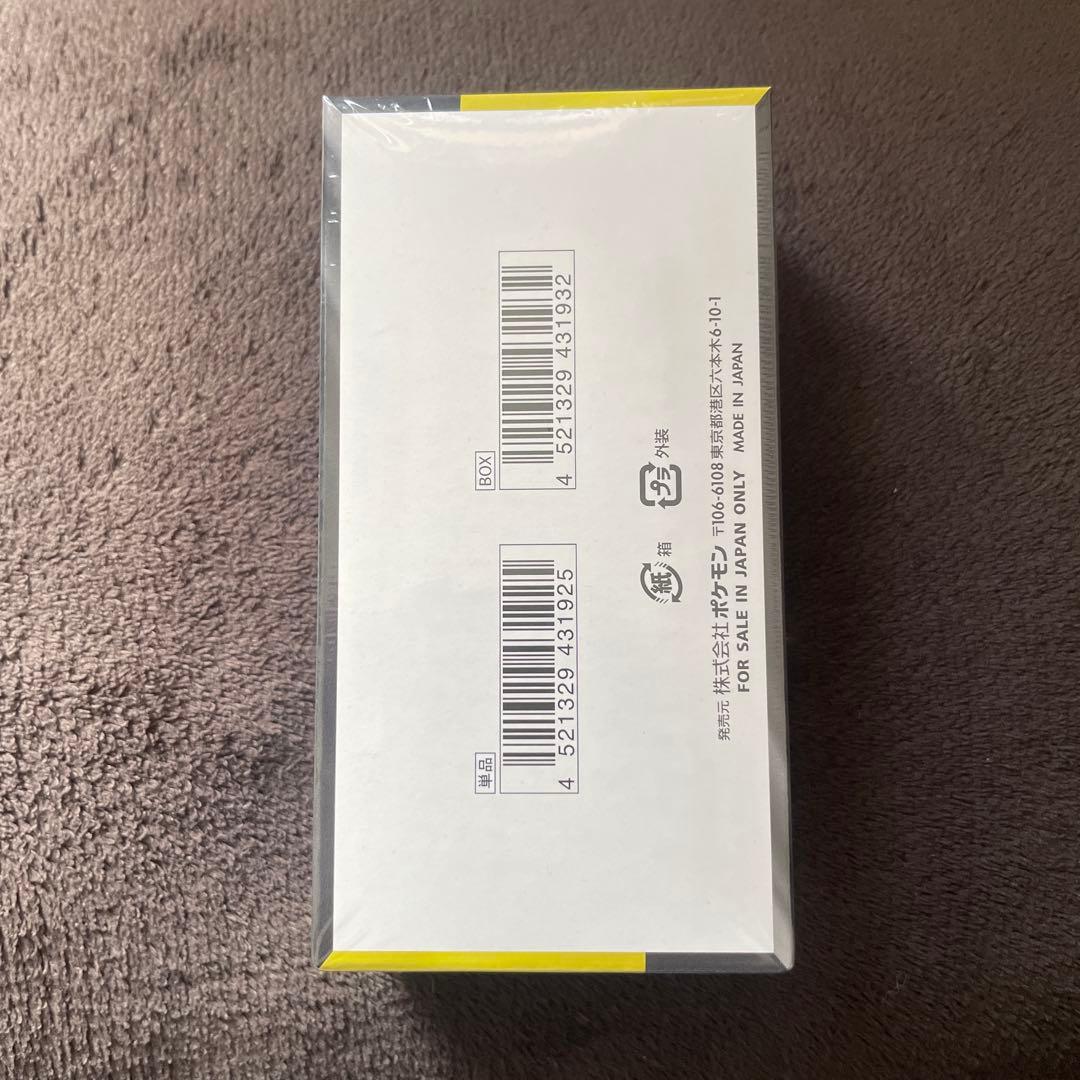 単品
4 521329 431925
BOX
4 521329 431932
紙 箱
プラ 外装
発売元 株式会社 ポケモン 〒106-6108 東京都港区六本木6-10-1
FOR SALE IN JAPAN ONLY MADE IN JAPAN